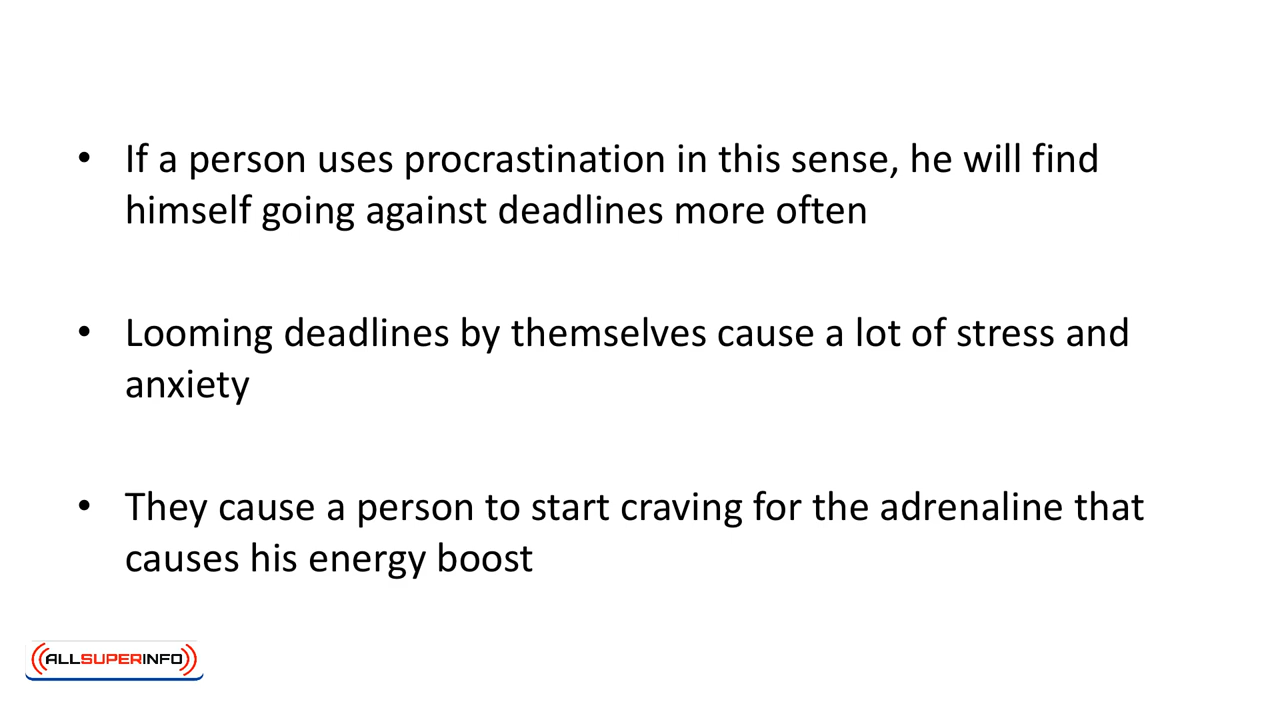 • If a person uses procrastination in this sense, he will find
himself going against deadlines more often
• Looming deadlines by themselves cause a lot of stress and
anxiety
• They cause a person to start craving for the adrenaline that
causes his energy boost
ALLSUPERINFO